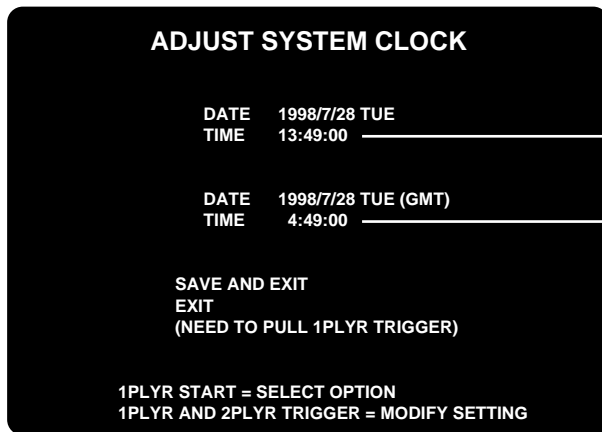 ADJUST SYSTEM CLOCK
DATE 1998/7/28 TUE
TIME 13:49:00
DATE 1998/7/28 TUE (GMT)
TIME 4:49:00
SAVE AND EXIT
EXIT
(NEED TO PULL 1PLYR TRIGGER)
1PLYR START = SELECT OPTION
1PLYR AND 2PLYR TRIGGER = MODIFY SETTING